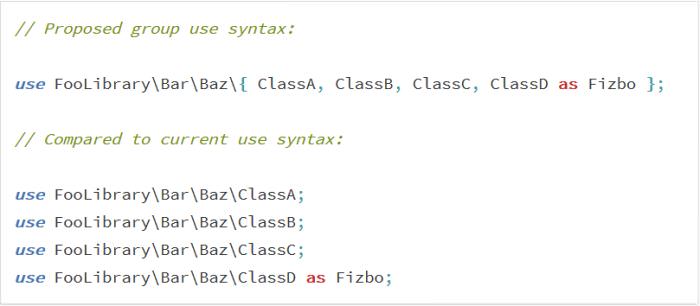 // Proposed group use syntax:
use FooLibrary\Bar\Baz\{ ClassA, ClassB, ClassC, ClassD as Fizbo };
// Compared to current use syntax:
use FooLibrary\Bar\Baz\ClassA;
use FooLibrary\Bar\Baz\ClassB;
use FooLibrary\Bar\Baz\ClassC;
use FooLibrary\Bar\Baz\ClassD as Fizbo;